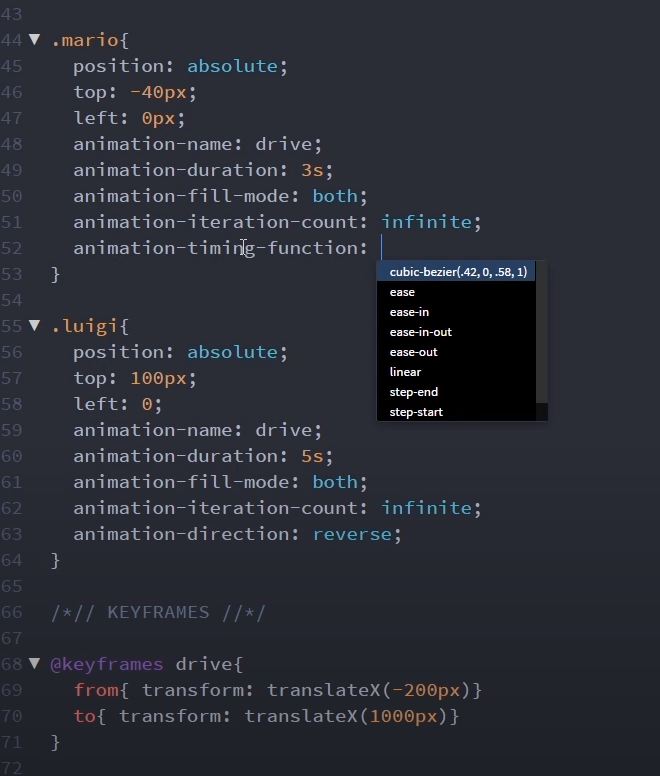 43
44 ▼ .mario{
45 position: absolute;
46 top: -40px;
47 left: 0px;
48 animation-name: drive;
49 animation-duration: 3s;
50 animation-fill-mode: both;
51 animation-iteration-count: infinite;
52 animation-timing-function:
cubic-bezier(.42, 0, .58, 1)
ease
ease-in
ease-in-out
ease-out
linear
step-end
step-start
53 }
54
55 ▼ .luigi{
56 position: absolute;
57 top: 100px;
58 left: 0;
59 animation-name: drive;
60 animation-duration: 5s;
61 animation-fill-mode: both;
62 animation-iteration-count: infinite;
63 animation-direction: reverse;
64 }
65
66 /*// KEYFRAMES //*/
67
68 ▼ @keyframes drive{
69 from{ transform: translateX(-200px)}
70 to{ transform: translateX(1000px)}
71 }
72